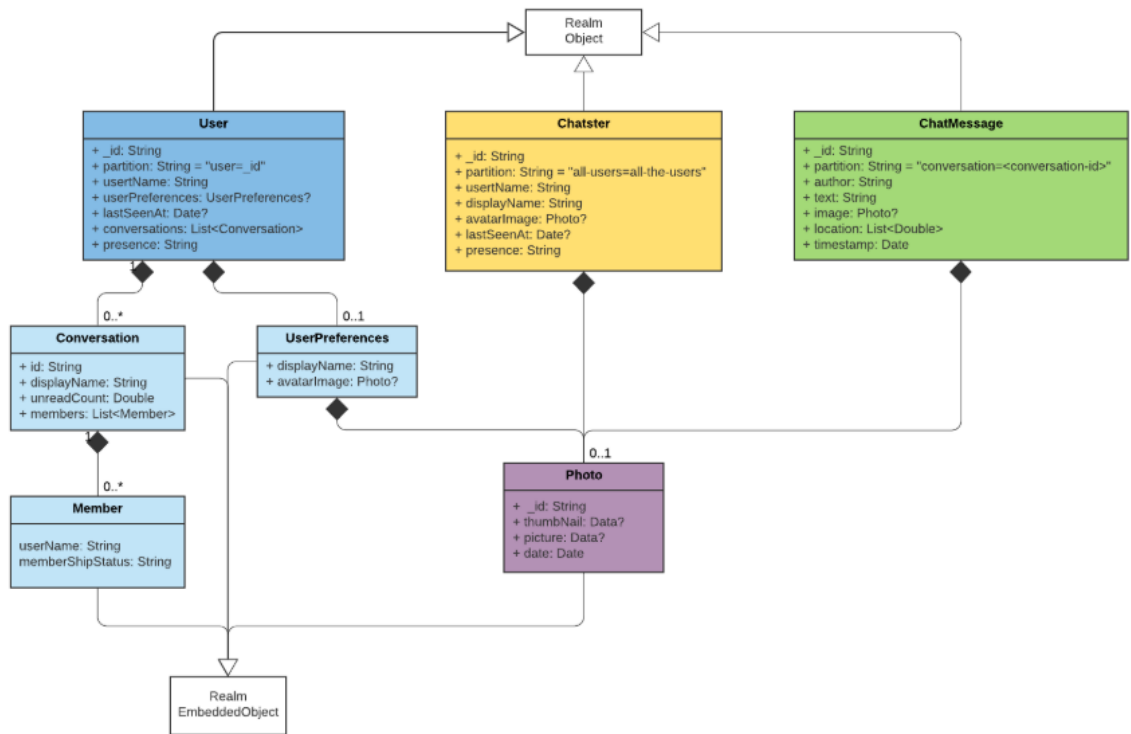 Realm
Object
User
+ _id: String
+ partition: String = "user=_id"
+ usertName: String
+ userPreferences: UserPreferences?
+ lastSeenAt: Date?
+ conversations: List<Conversation>
+ presence: String
Chatster
+ _id: String
+ partition: String = "all-users=all-the-users"
+ usertName: String
+ displayName: String
+ avatarImage: Photo?
+ lastSeenAt: Date?
+ presence: String
ChatMessage
+ _id: String
+ partition: String = "conversation=<conversation-id>"
+ author: String
+ text: String
+ image: Photo?
+ location: List<Double>
+ timestamp: Date
1
0..*
0..1
Conversation
+ id: String
+ displayName: String
+ unreadCount: Double
+ members: List<Member>
UserPreferences
+ displayName: String
+ avatarImage: Photo?
1
0..*
0..1
Member
userName: String
memberShipStatus: String
Photo
+ _id: String
+ thumbNail: Data?
+ picture: Data?
+ date: Date
Realm
EmbeddedObject